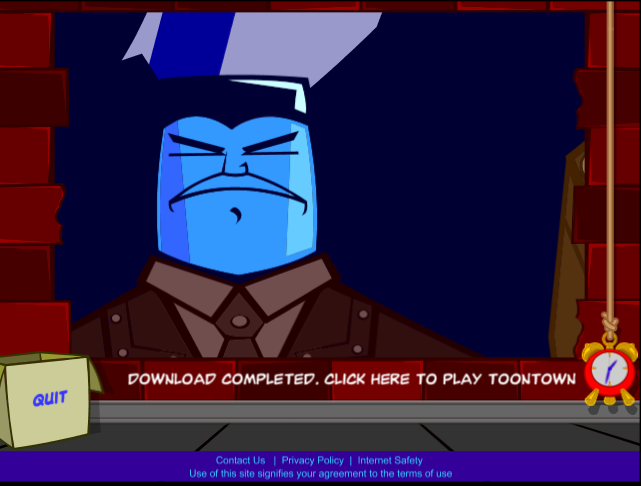 DOWNLOAD COMPLETED. CLICK HERE TO PLAY TOONTOWN
QUIT
Contact Us | Privacy Policy | Internet Safety
Use of this site signifies your agreement to the terms of use